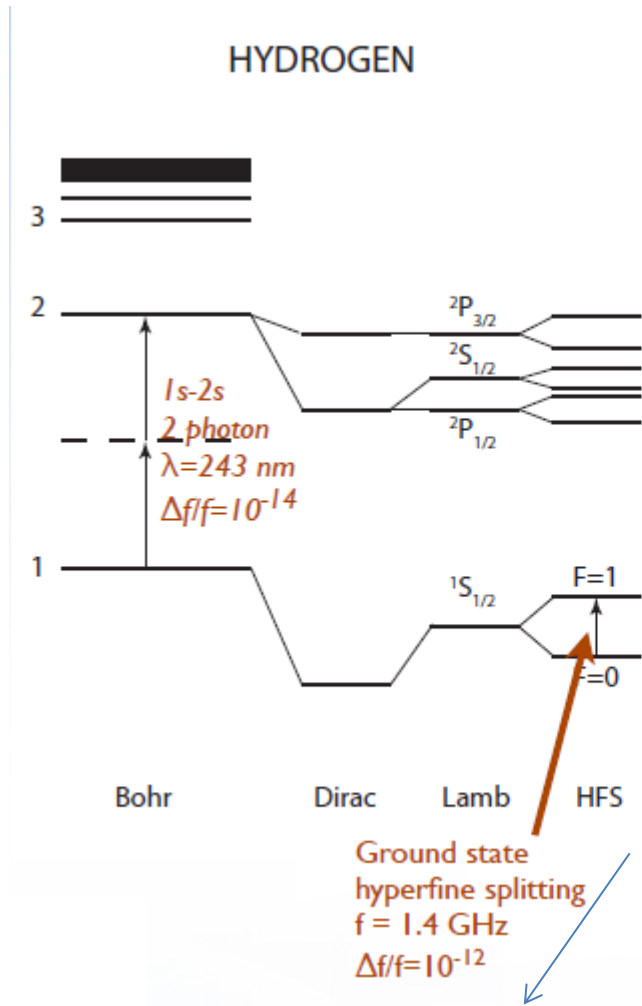 HYDROGEN
3
2
1s-2s
2 photon
λ=243 nm
Δf/f=10⁻¹⁴
1
²P₃/₂
²S₁/₂
²P₁/₂
¹S₁/₂
F=1
F=0
Bohr Dirac Lamb HFS
Ground state
hyperfine splitting
f = 1.4 GHz
Δf/f=10⁻¹²